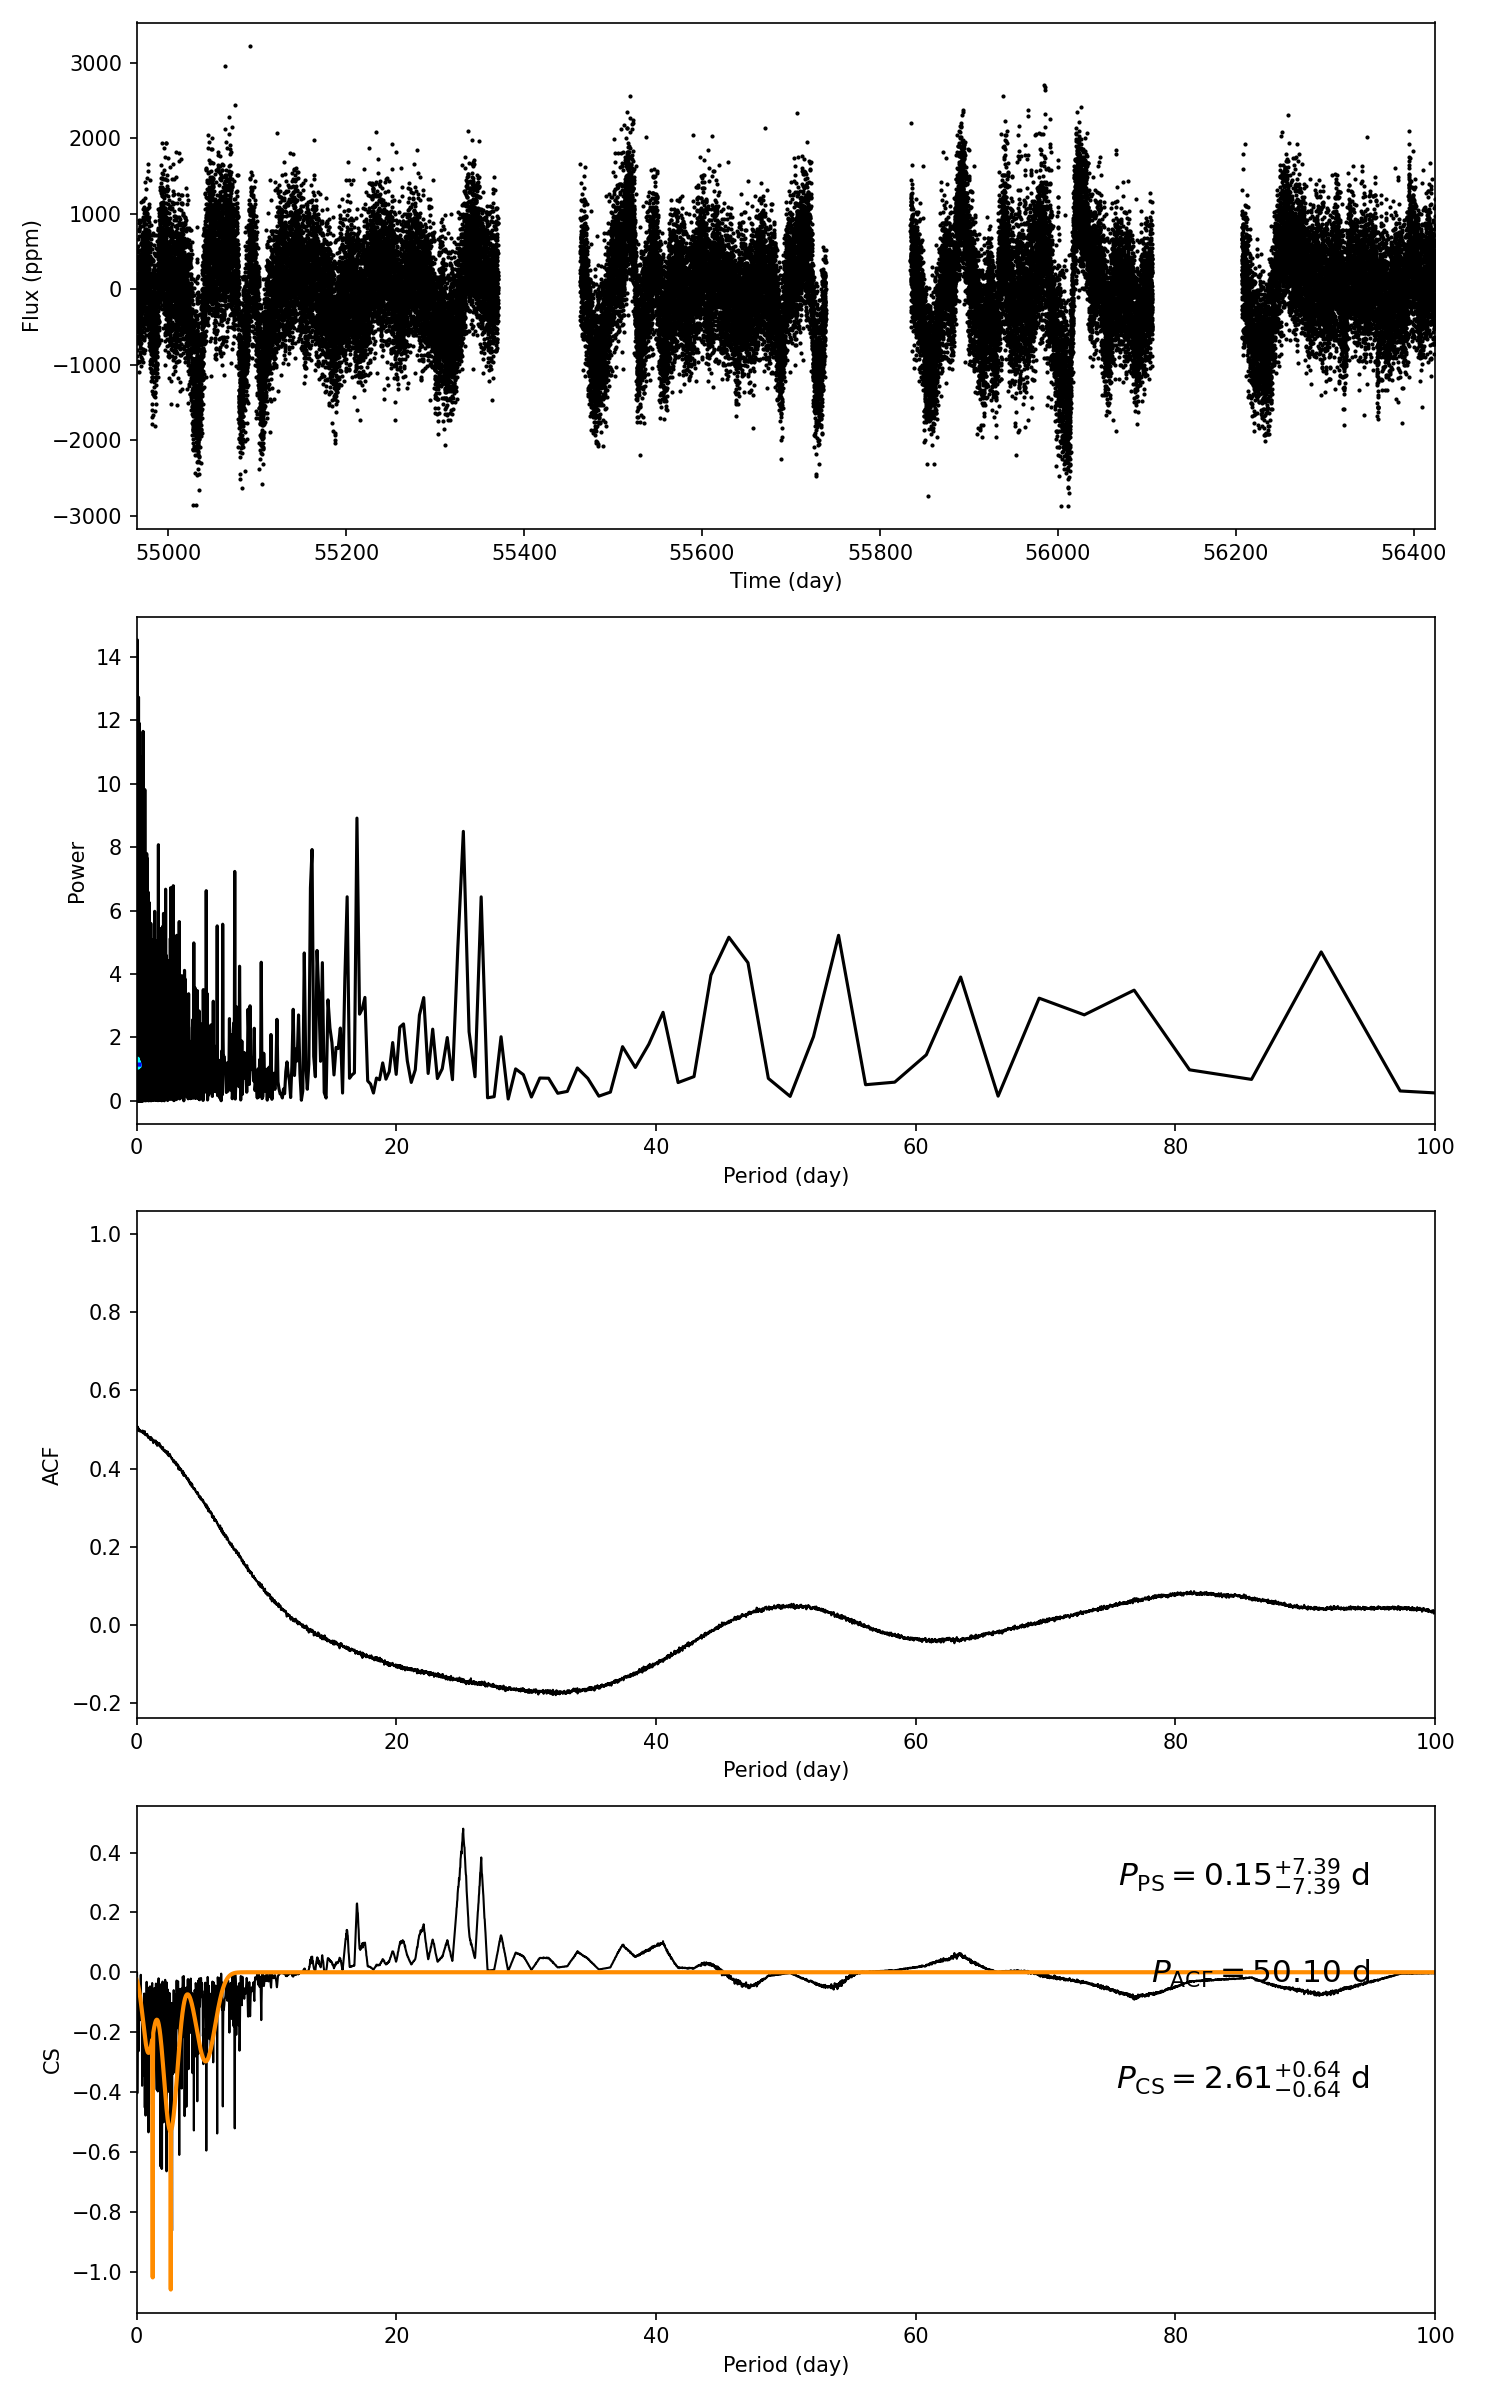 3000
2000
1000
0
−1000
−2000
−3000
Flux (ppm)
55000 55200 55400 55600 55800 56000 56200 56400
Time (day)
14
12
10
8
6
4
2
0
Power
0 20 40 60 80 100
Period (day)
1.0
0.8
0.6
0.4
0.2
0.0
−0.2
ACF
0 20 40 60 80 100
Period (day)
0.4
0.2
0.0
−0.2
−0.4
−0.6
−0.8
−1.0
CS
P_PS = 0.15^{+7.39}_{−7.39} d
P_ACF = 50.10 d
P_CS = 2.61^{+0.64}_{−0.64} d
0 20 40 60 80 100
Period (day)